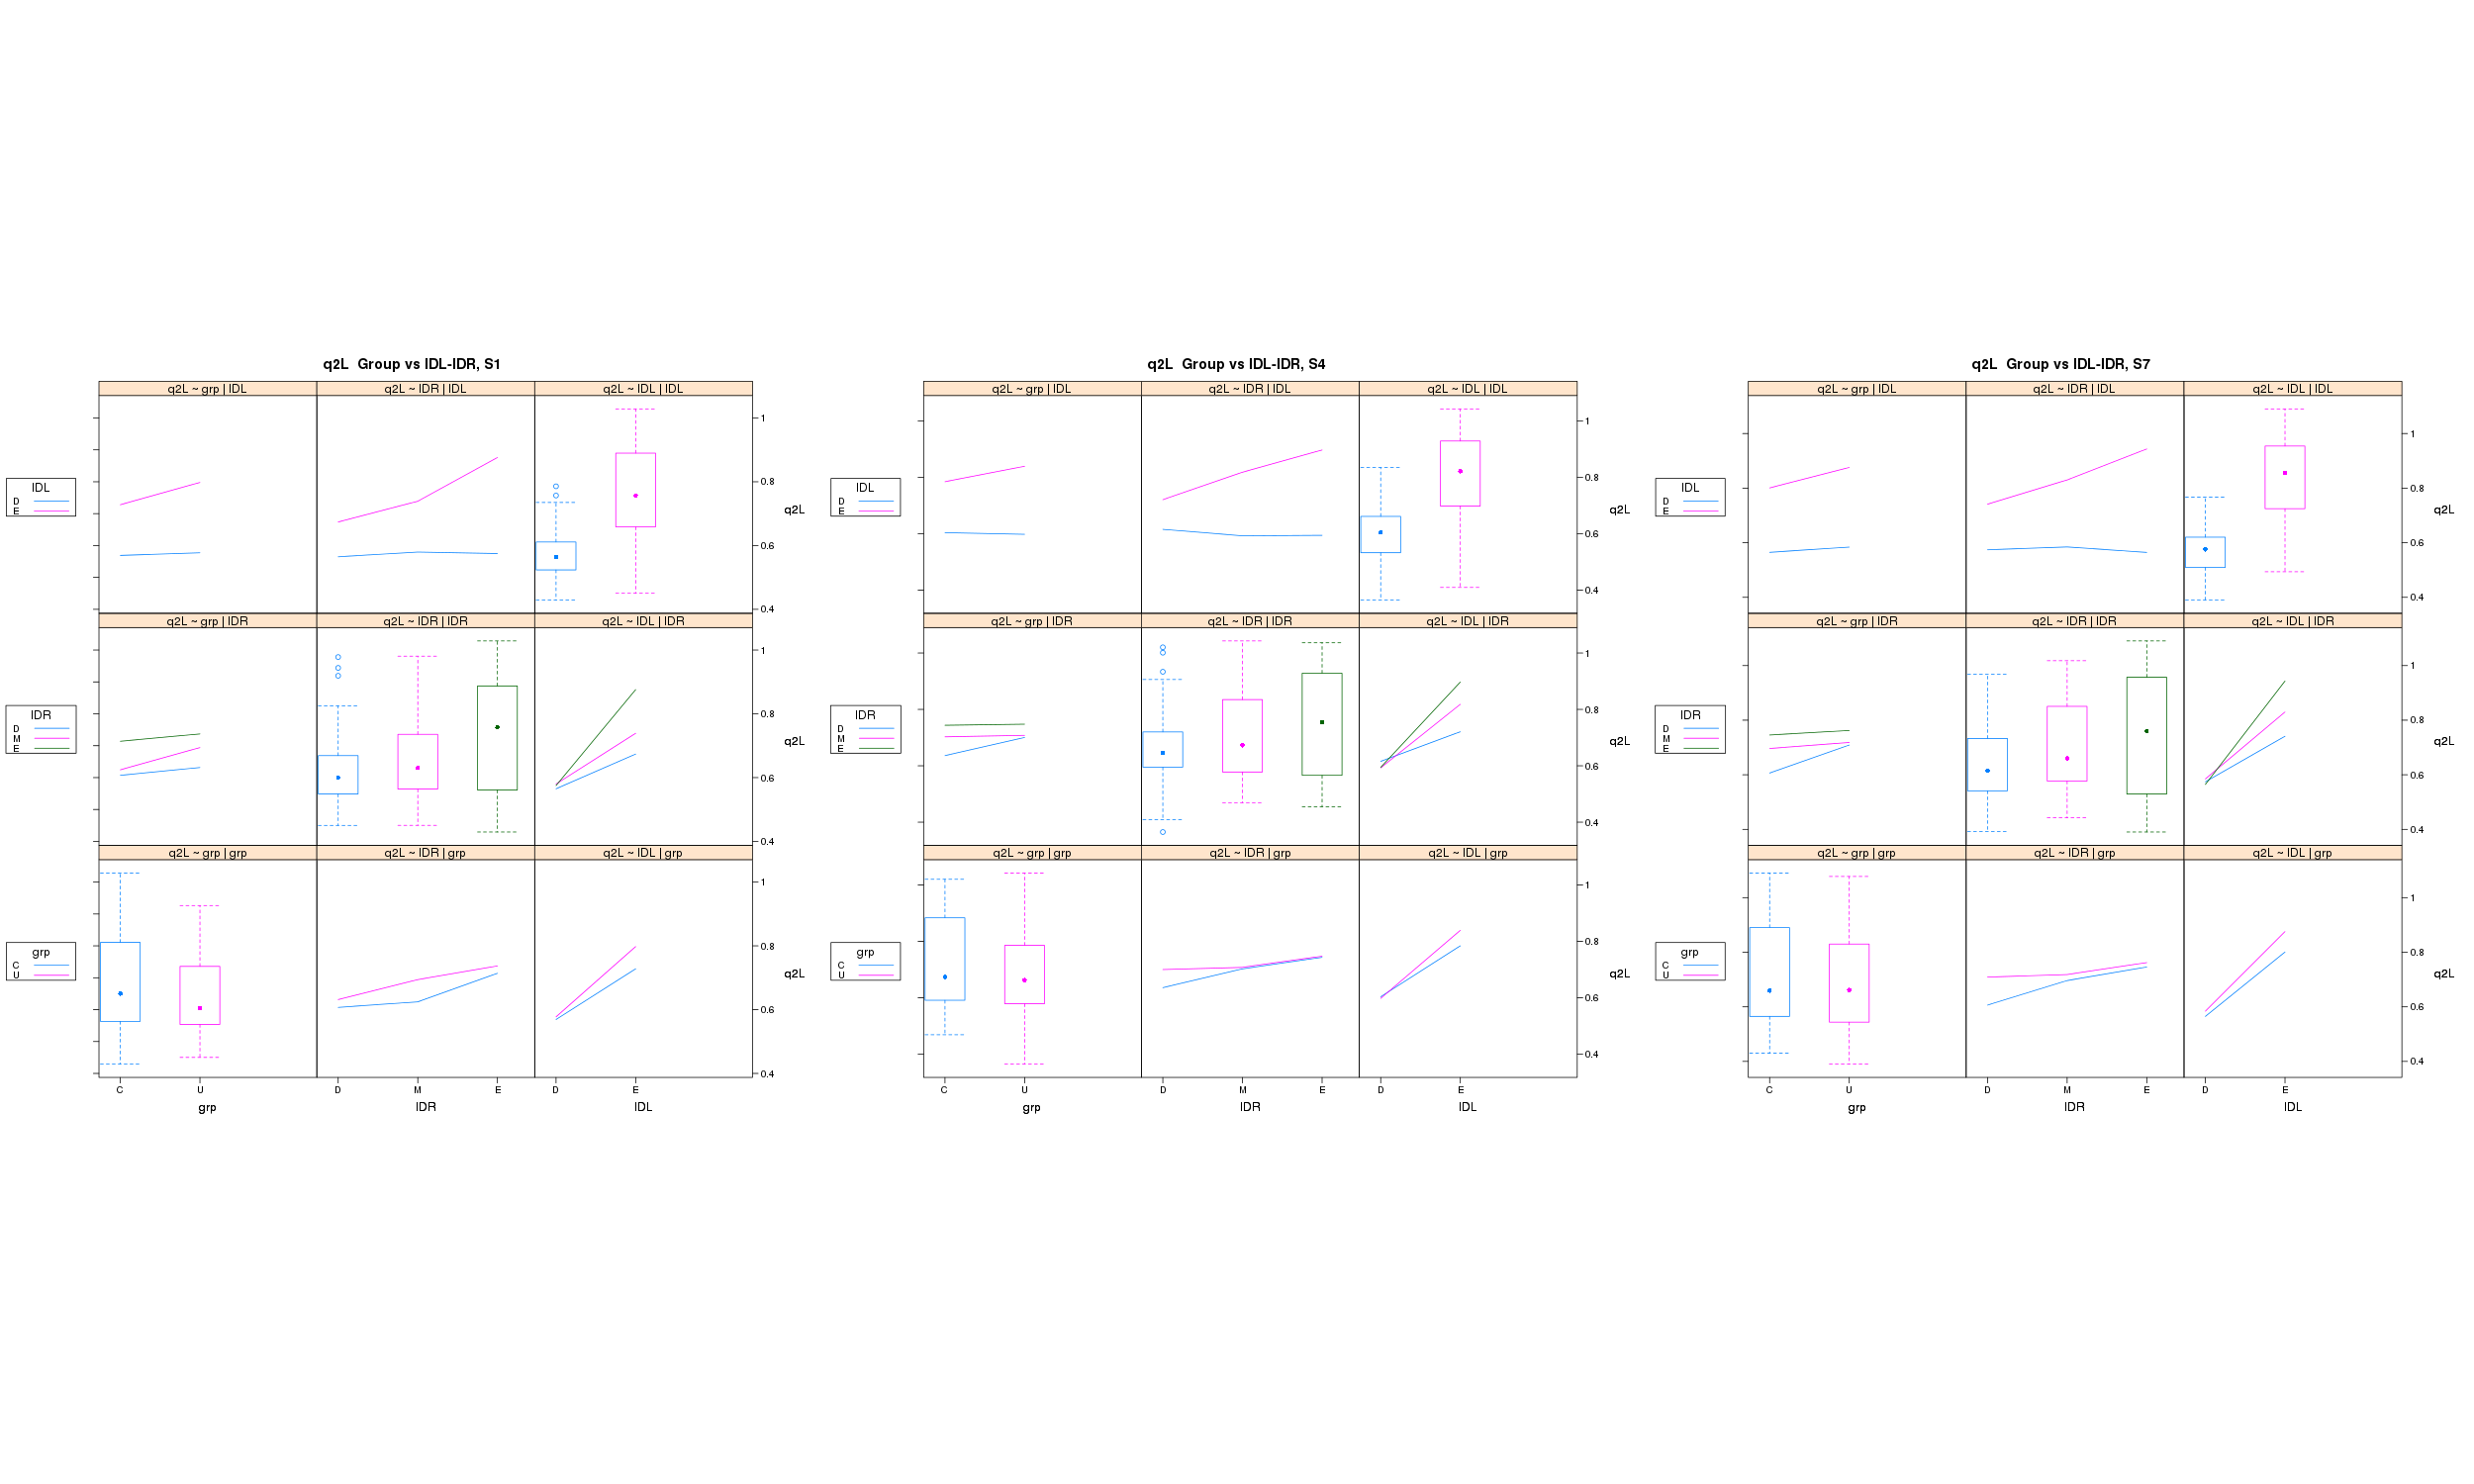 q2L Group vs IDL-IDR, S1
q2L ~ grp | IDL
q2L ~ IDR | IDL
q2L ~ IDL | IDL
IDL
D
E
1
0.8
0.6
0.4
q2L
q2L ~ grp | IDR
q2L ~ IDR | IDR
q2L ~ IDL | IDR
IDR
D
M
E
1
0.8
0.6
0.4
q2L
q2L ~ grp | grp
q2L ~ IDR | grp
q2L ~ IDL | grp
grp
C
U
1
0.8
0.6
0.4
q2L
C U D M E D E
grp IDR IDL
q2L Group vs IDL-IDR, S4
q2L ~ grp | IDL
q2L ~ IDR | IDL
q2L ~ IDL | IDL
IDL
D
E
1
0.8
0.6
0.4
q2L
q2L ~ grp | IDR
q2L ~ IDR | IDR
q2L ~ IDL | IDR
IDR
D
M
E
1
0.8
0.6
0.4
q2L
q2L ~ grp | grp
q2L ~ IDR | grp
q2L ~ IDL | grp
grp
C
U
1
0.8
0.6
0.4
q2L
C U D M E D E
grp IDR IDL
q2L Group vs IDL-IDR, S7
q2L ~ grp | IDL
q2L ~ IDR | IDL
q2L ~ IDL | IDL
IDL
D
E
1
0.8
0.6
0.4
q2L
q2L ~ grp | IDR
q2L ~ IDR | IDR
q2L ~ IDL | IDR
IDR
D
M
E
1
0.8
0.6
0.4
q2L
q2L ~ grp | grp
q2L ~ IDR | grp
q2L ~ IDL | grp
grp
C
U
1
0.8
0.6
0.4
q2L
C U D M E D E
grp IDR IDL